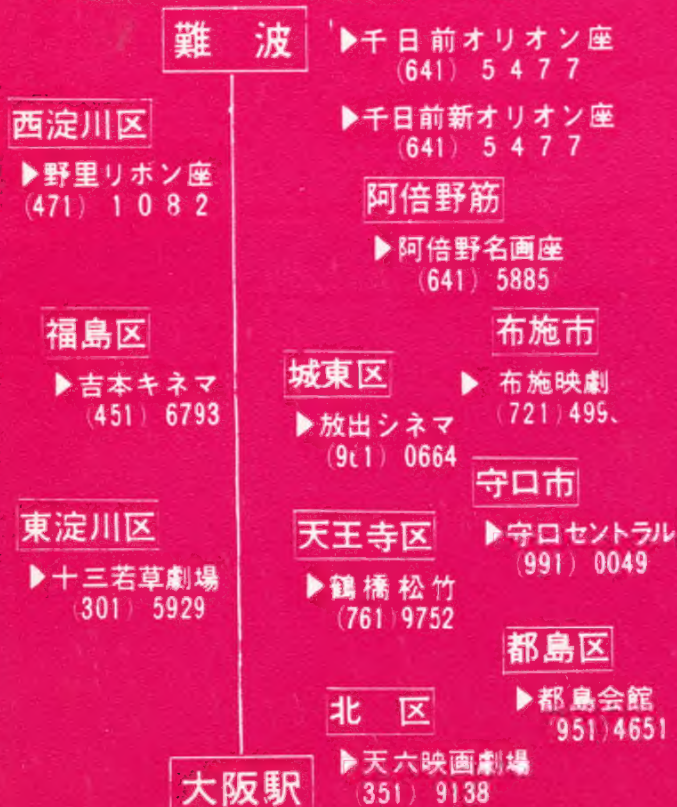 難波
▶千日前オリオン座
(641) 5477
▶千日前新オリオン座
(641) 5477
西淀川区
▶野里リボン座
(471) 1082
阿倍野筋
▶阿倍野名画座
(641) 5885
福島区
▶吉本キネマ
(451) 6793
布施市
▶布施映劇
(721)
城東区
▶放出シネマ
0664
守口市
▶守口セントラル
(991) 0049
東淀川区
▶十三若草劇場
(301) 5929
天王寺区
▶鶴橋松竹
(761)9752
都島区
▶都島会館
(951)4651
北区
▶天六映画劇場
(351) 9138
大阪駅